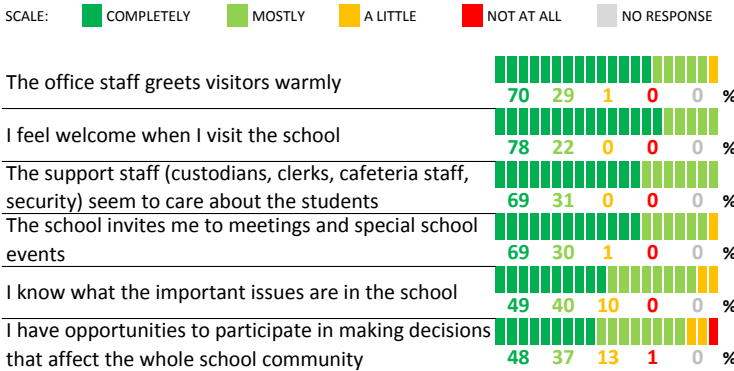 SCALE: COMPLETELY MOSTLY A LITTLE NOT AT ALL NO RESPONSE
The office staff greets visitors warmly
70 29 1 0 0 %
I feel welcome when I visit the school
78 22 0 0 0 %
The support staff (custodians, clerks, cafeteria staff,
security) seem to care about the students
69 31 0 0 0 %
The school invites me to meetings and special school
events
69 30 1 0 0 %
I know what the important issues are in the school
49 40 10 0 0 %
I have opportunities to participate in making decisions
that affect the whole school community
48 37 13 1 0 %